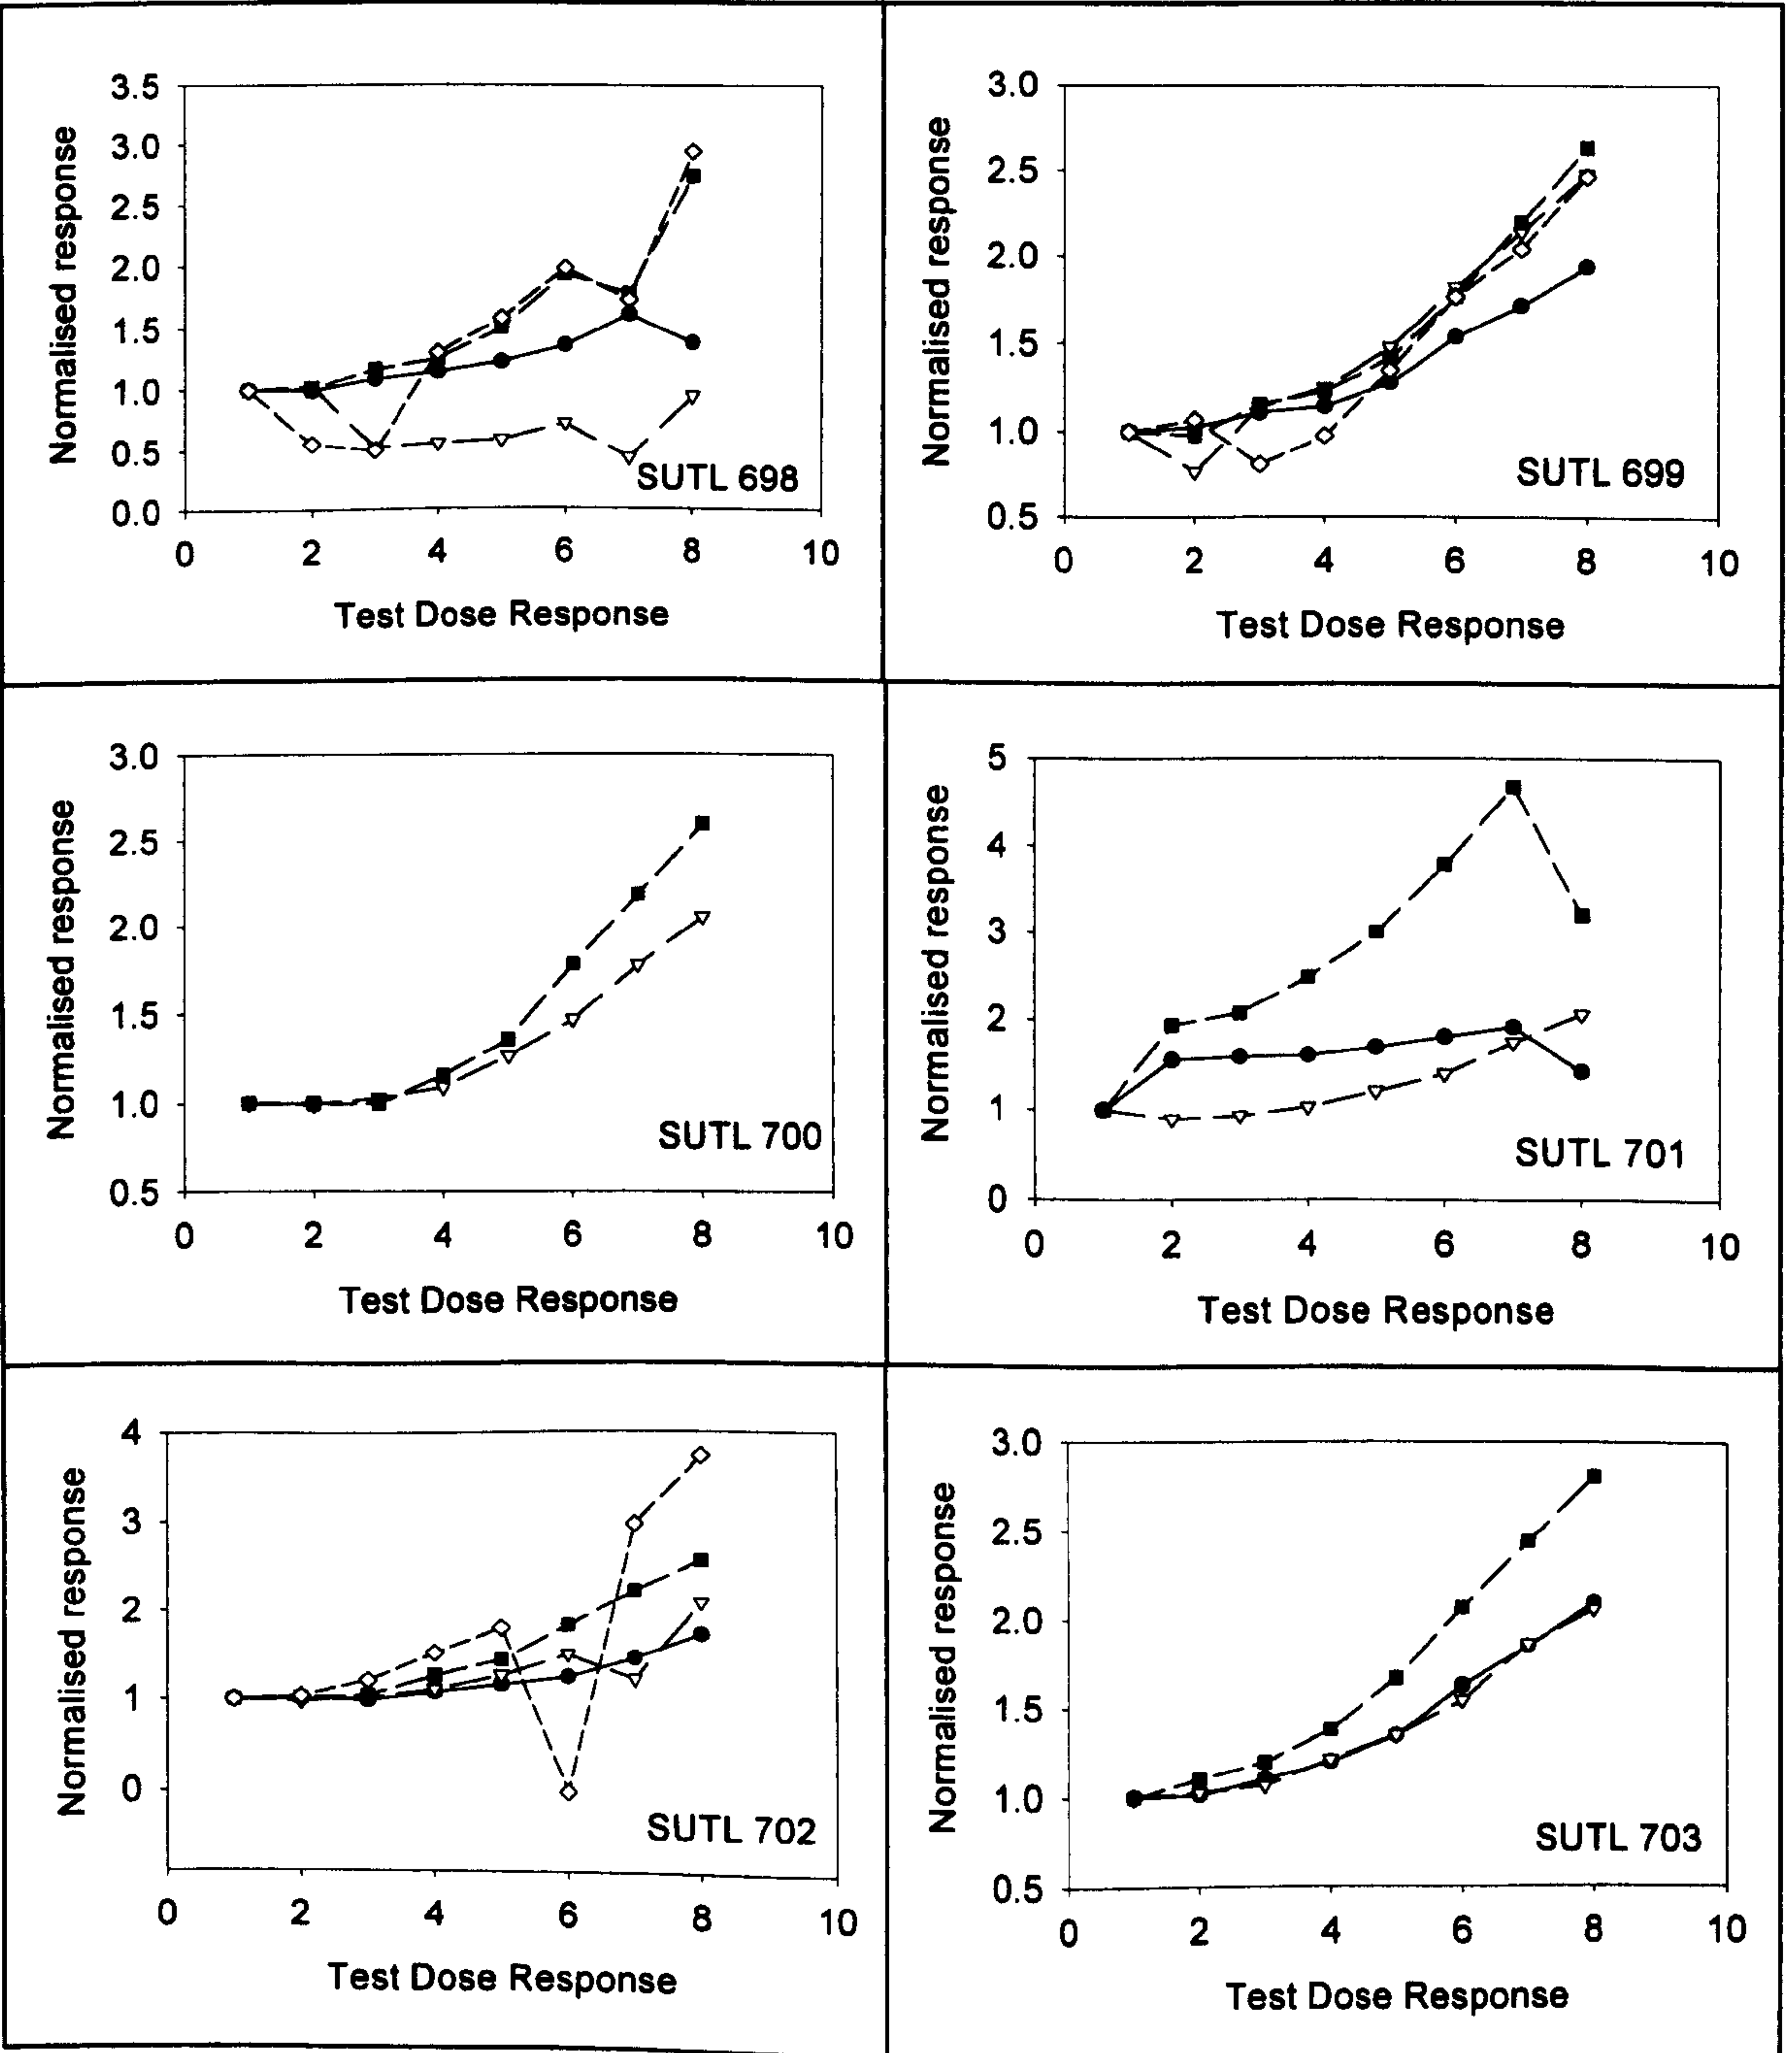 Normalised response
3.5
3.0
2.5
2.0
1.5
1.0
0.5
0.0
SUTL 698
0 2 4 6 8 10
Test Dose Response
Normalised response
3.0
2.5
2.0
1.5
1.0
0.5
SUTL 699
0 2 4 6 8 10
Test Dose Response
Normalised response
3.0
2.5
2.0
1.5
1.0
0.5
SUTL 700
0 2 4 6 8 10
Test Dose Response
Normalised response
5
4
3
2
1
0
SUTL 701
0 2 4 6 8 10
Test Dose Response
Normalised response
4
3
2
1
0
SUTL 702
0 2 4 6 8 10
Test Dose Response
Normalised response
3.0
2.5
2.0
1.5
1.0
0.5
SUTL 703
0 2 4 6 8 10
Test Dose Response